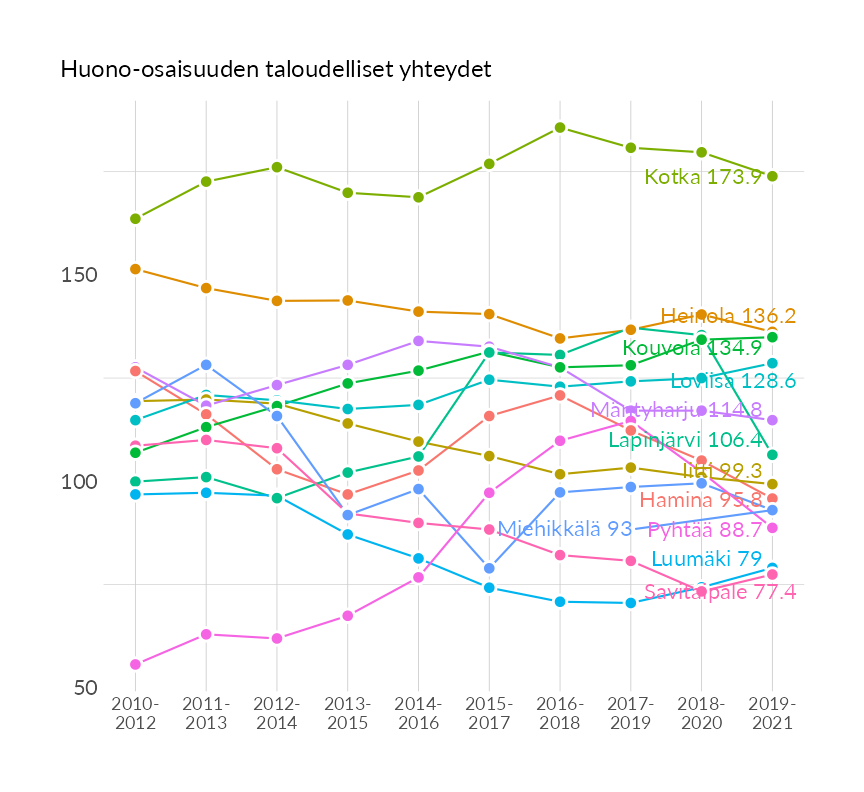 Huono-osaisuuden taloudelliset yhteydet
Kotka 173.9
150
Heinola 136.2
Kouvola 134.9
Loviisa 128.6
Mäntyharju 114.8
Lapinjärvi 106.4
Iitti 99.3
100
Hamina 95.8
Miehikkälä 93
Pyhtää 88.7
Luumäki 79
Savitaipale 77.4
50
2010-2012
2011-2013
2012-2014
2013-2015
2014-2016
2015-2017
2016-2018
2017-2019
2018-2020
2019-2021